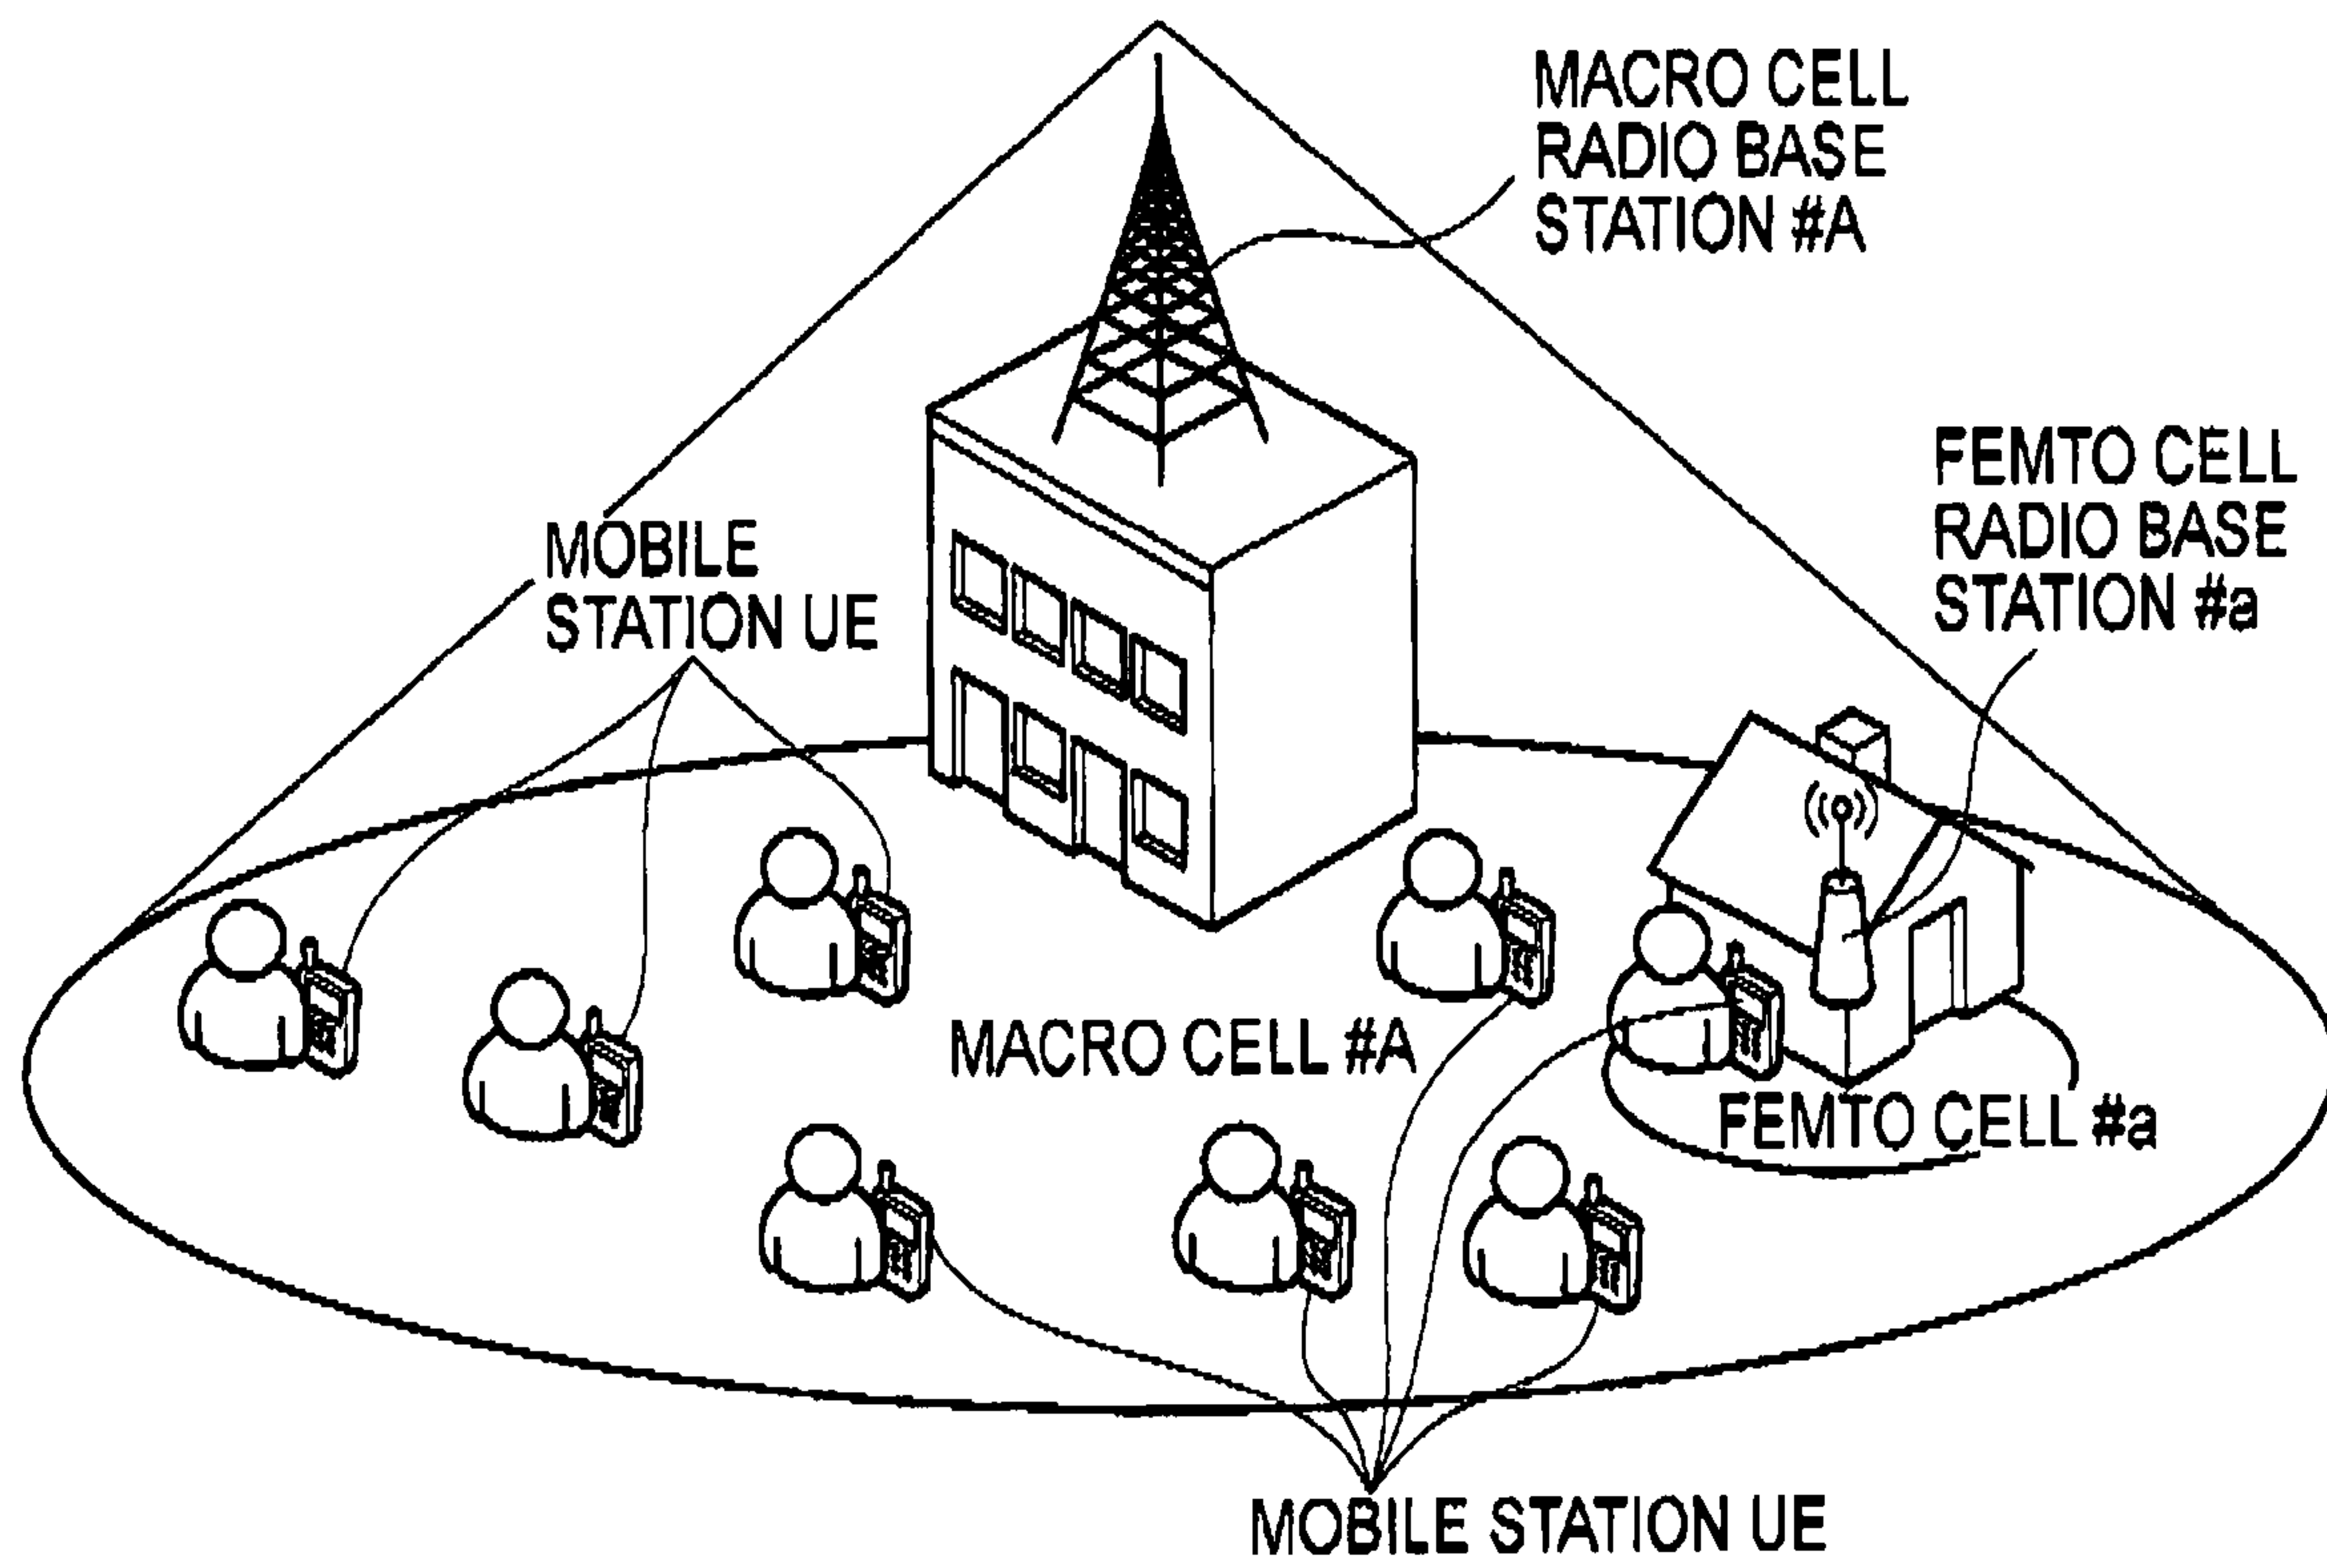 MACRO CELL
RADIO BASE
STATION #A
FEMTO CELL
RADIO BASE
STATION #a
MOBILE
STATION UE
MACRO CELL #A
FEMTO CELL #a
MOBILE STATION UE